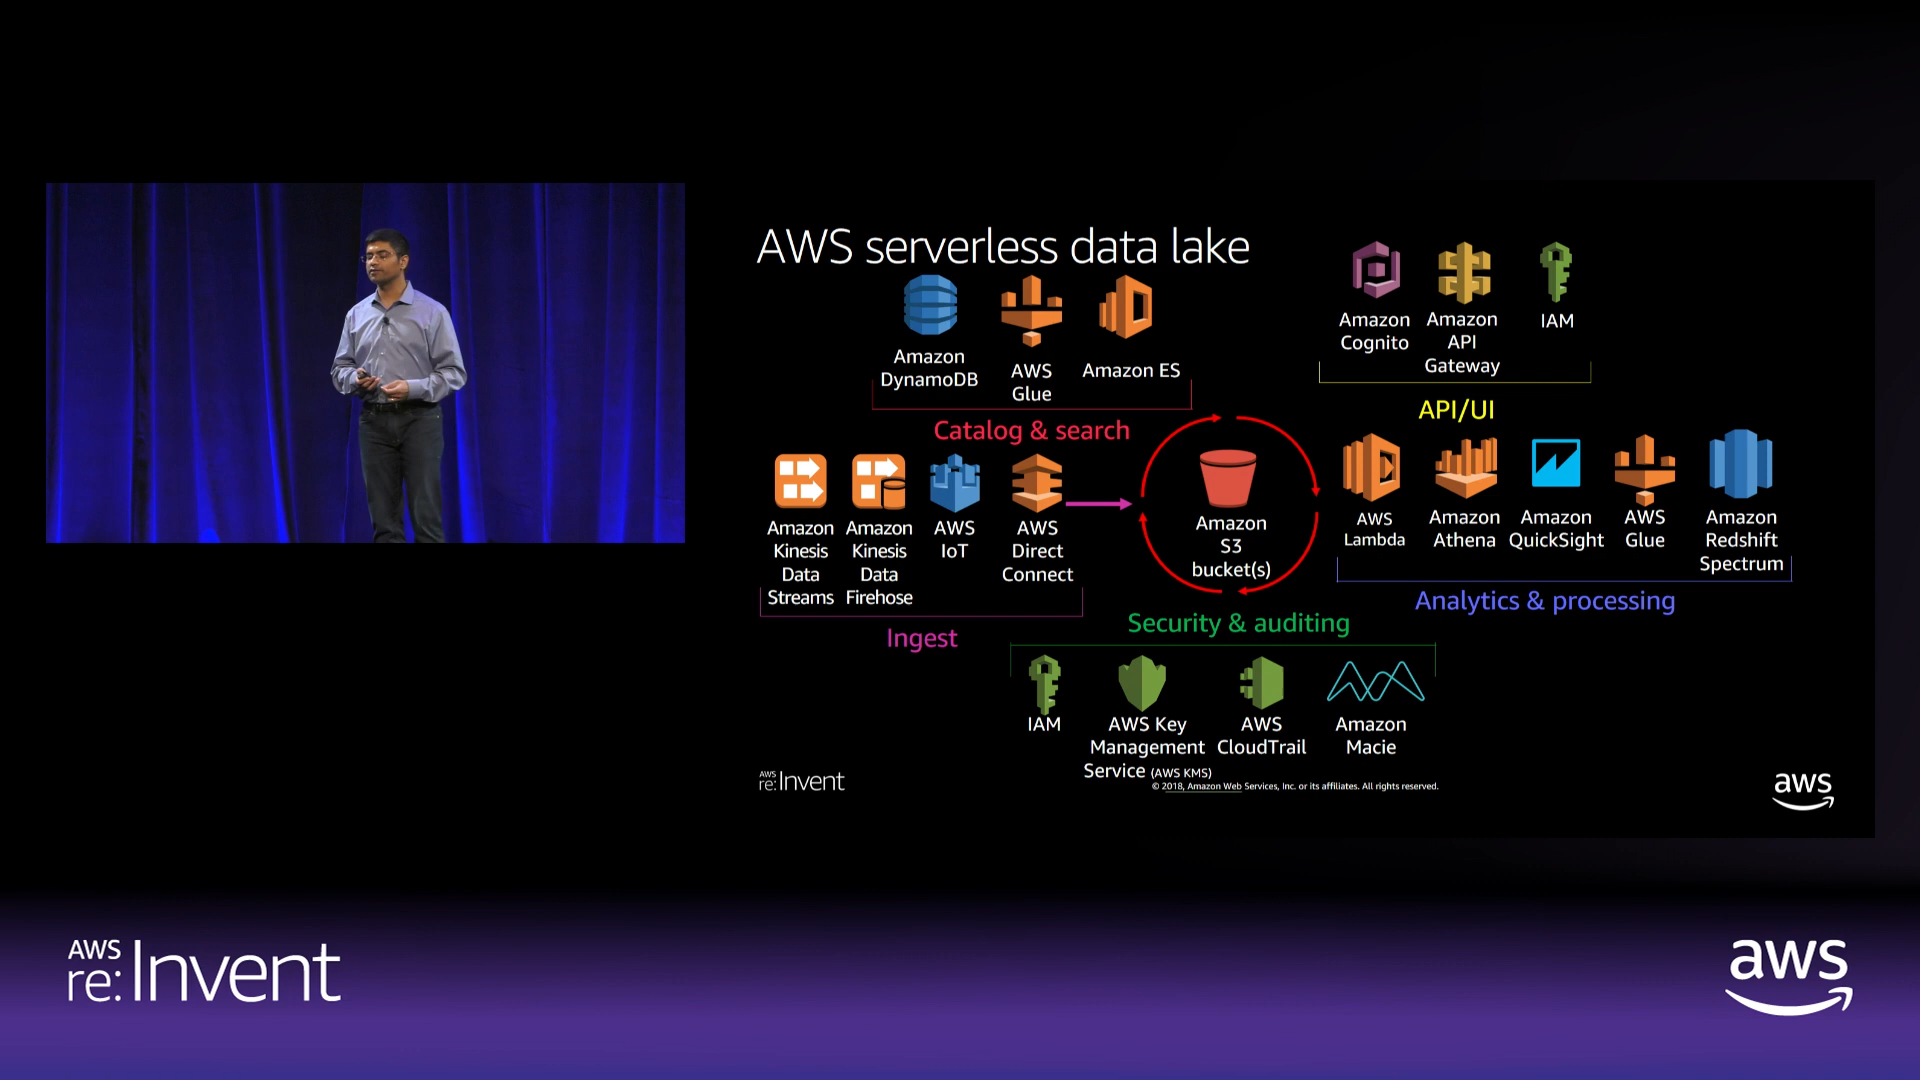 AWS serverless data lake
Amazon
DynamoDB
AWS
Glue
Amazon ES
Catalog & search
Amazon
Cognito
Amazon
API
Gateway
IAM
API/UI
Amazon
Kinesis
Data
Streams
Amazon
Kinesis
Data
Firehose
AWS
IoT
AWS
Direct
Connect
Ingest
Amazon
S3
bucket(s)
AWS
Lambda
Amazon
Athena
Amazon
QuickSight
AWS
Glue
Amazon
Redshift
Spectrum
Analytics & processing
Security & auditing
IAM
AWS Key
Management
Service (AWS KMS)
AWS
CloudTrail
Amazon
Macie
AWS
re:Invent
© 2018, Amazon Web Services, Inc. or its affiliates. All rights reserved.
aws
AWS
re:Invent
aws